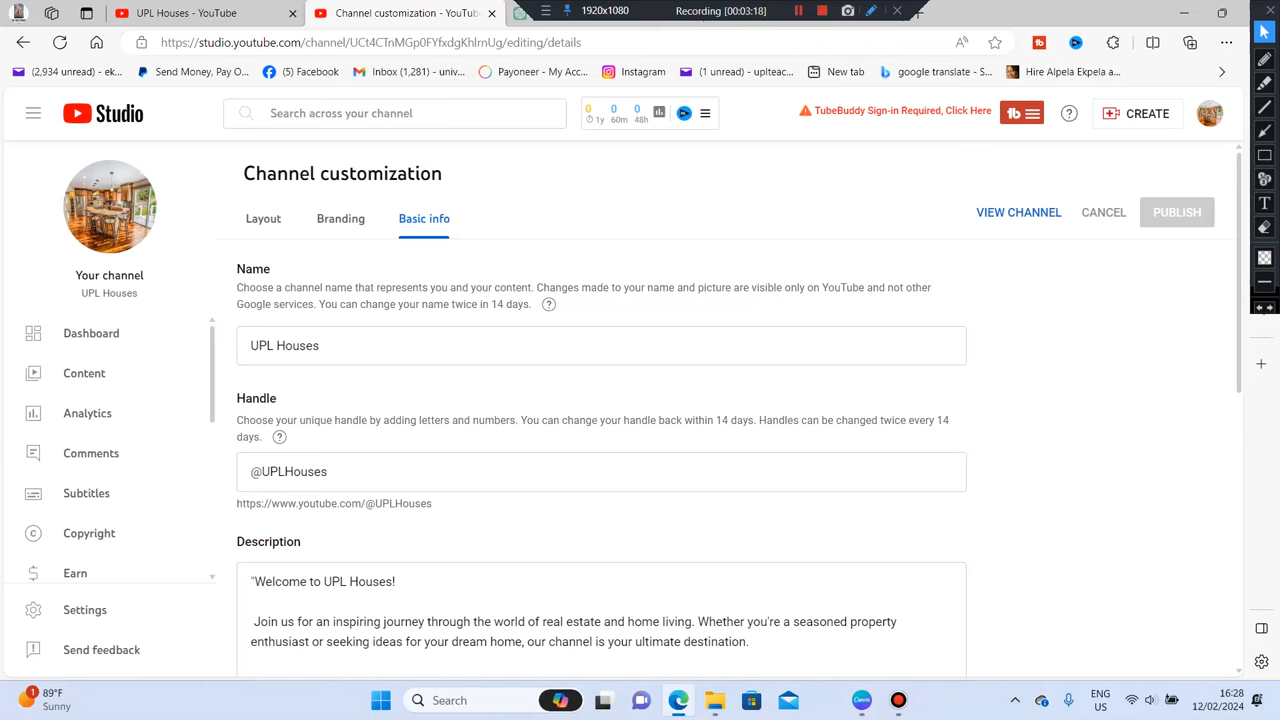 UPL Houses - YouTube
Channel customization - YouTub
1920x1080
Recording [00:03:18]
https://studio.youtube.com/channel/UCt4CTnMGp0FYfxdgKhlrnUg/editing/details
(2,934 unread) - ek...
Send Money, Pay O...
(5) Facebook
Inbox (1,281) - univ...
Payoneer - Account...
Instagram
(1 unread) - uplteac...
New tab
google translate - S...
Hire Alpela Ekpela a...
Studio
Search across your channel
0 0 0
1y 60m 48h
TubeBuddy Sign-in Required, Click Here
tb
CREATE
Channel customization
Layout
Branding
Basic info
VIEW CHANNEL
CANCEL
PUBLISH
Your channel
UPL Houses
Dashboard
Content
Analytics
Comments
Subtitles
Copyright
Earn
Settings
Send feedback
Name
Choose a channel name that represents you and your content. Changes made to your name and picture are visible only on YouTube and not other
Google services. You can change your name twice in 14 days.
UPL Houses
Handle
Choose your unique handle by adding letters and numbers. You can change your handle back within 14 days. Handles can be changed twice every 14
days.
@UPLHouses
https://www.youtube.com/@UPLHouses
Description
"Welcome to UPL Houses!
Join us for an inspiring journey through the world of real estate and home living. Whether you're a seasoned property
enthusiast or seeking ideas for your dream home, our channel is your ultimate destination.
1
89°F
Sunny
Search
Canva
ENG
US
16:28
12/02/2024